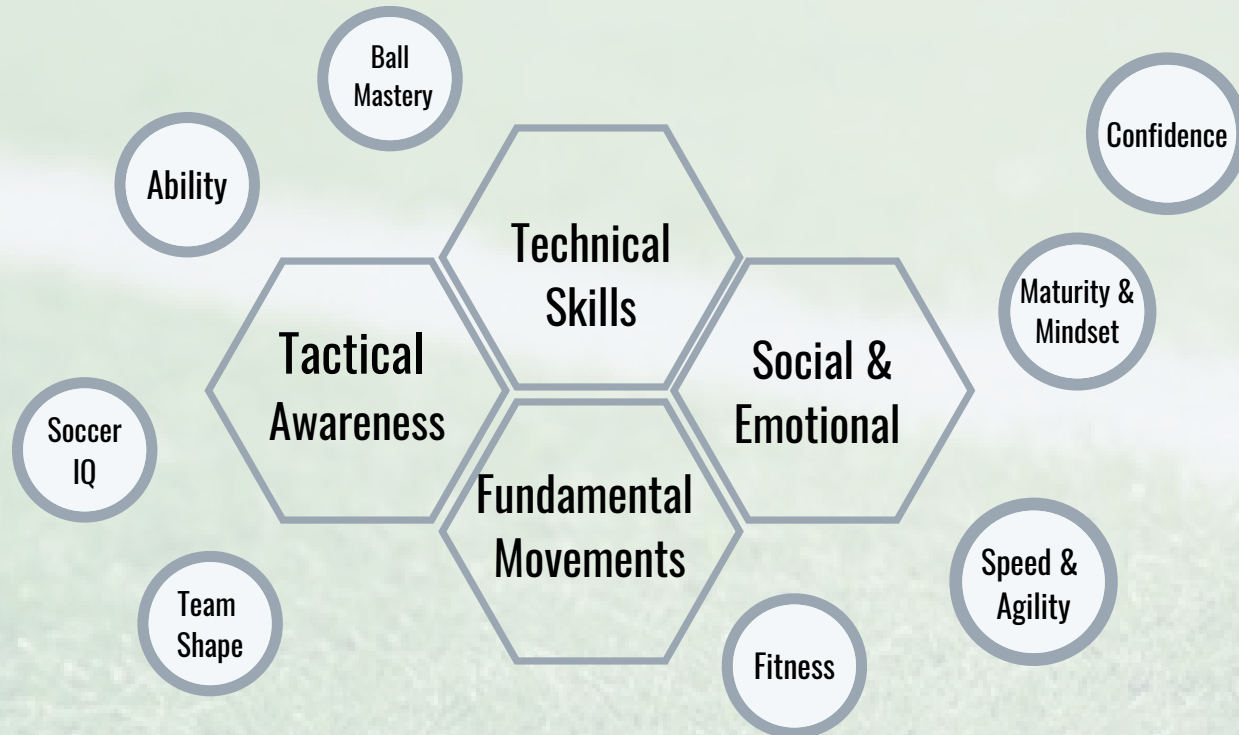 Ball
Mastery
Confidence
Ability
Technical
Skills
Maturity &
Mindset
Tactical
Awareness
Social &
Emotional
Soccer
IQ
Fundamental
Movements
Speed &
Agility
Team
Shape
Fitness